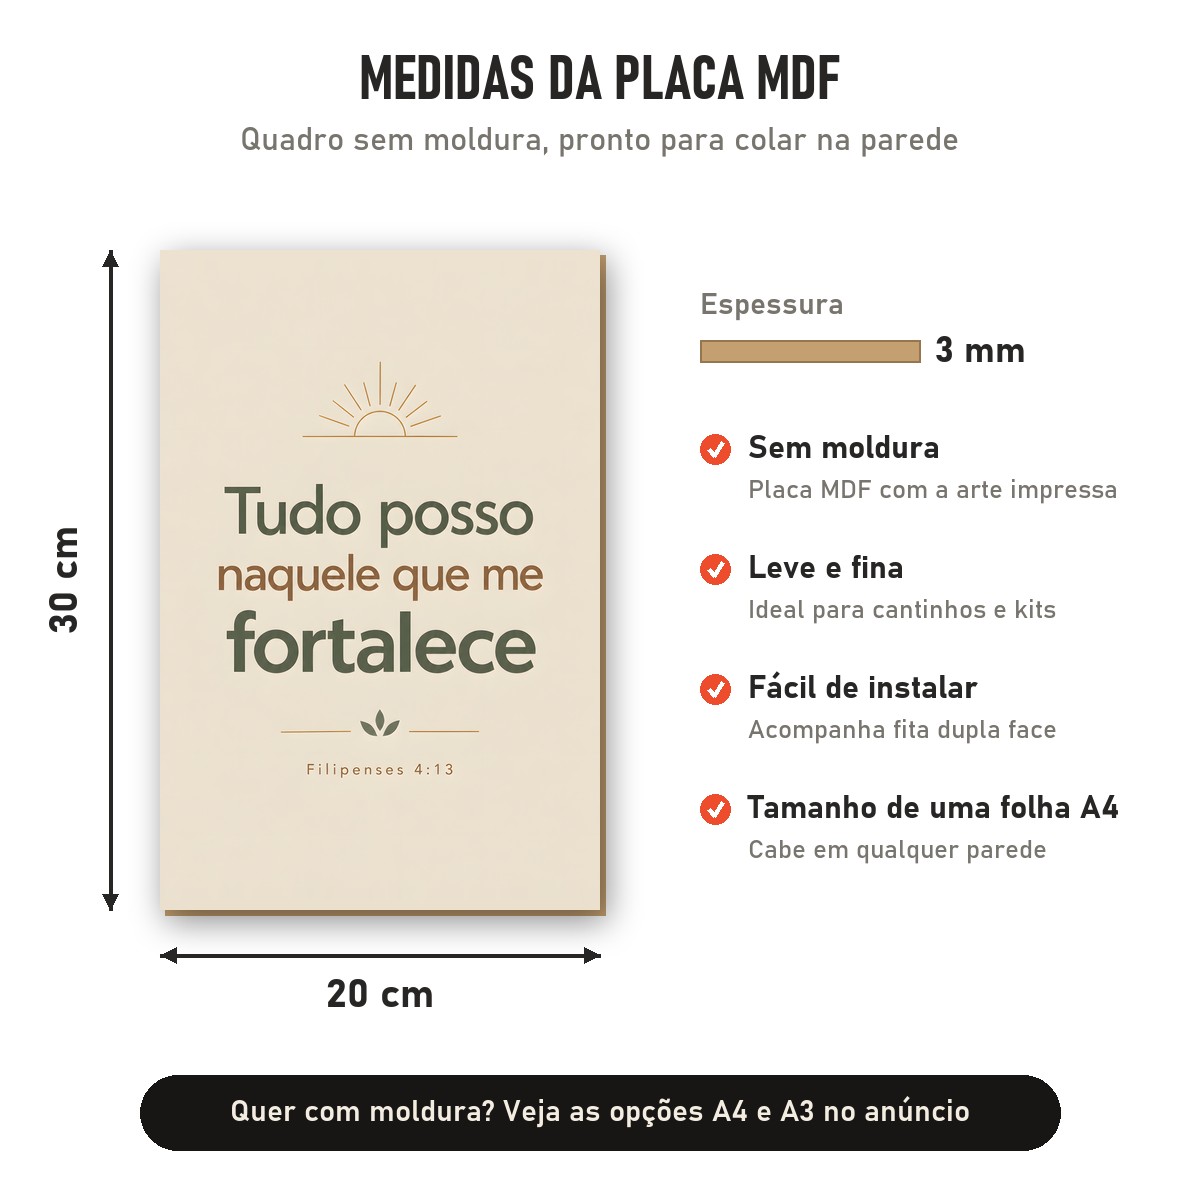 MEDIDAS DA PLACA MDF
Quadro sem moldura, pronto para colar na parede
30 cm
Tudo posso
naquele que me
fortalece
Filipenses 4:13
20 cm
Espessura
3 mm
Sem moldura
Placa MDF com a arte impressa
Leve e fina
Ideal para cantinhos e kits
Fácil de instalar
Acompanha fita dupla face
Tamanho de uma folha A4
Cabe em qualquer parede
Quer com moldura? Veja as opções A4 e A3 no anúncio